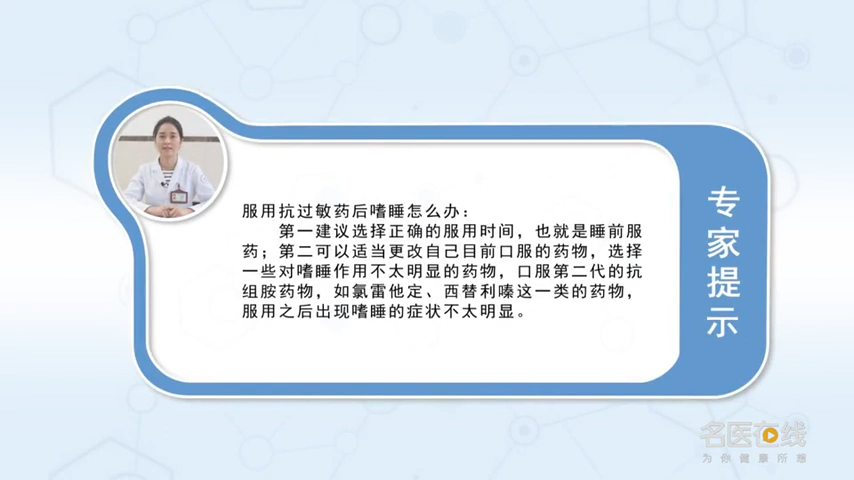 服用抗过敏药后嗜睡怎么办：
第一建议选择正确的服用时间，也就是睡前服
药；第二可以适当更改自己目前口服的药物，选择
一些对嗜睡作用不太明显的药物，口服第二代的抗
组胺药物，如氯雷他定、西替利嗪这一类的药物，
服用之后出现嗜睡的症状不太明显。
专家提示
名医在线
为你健康所想